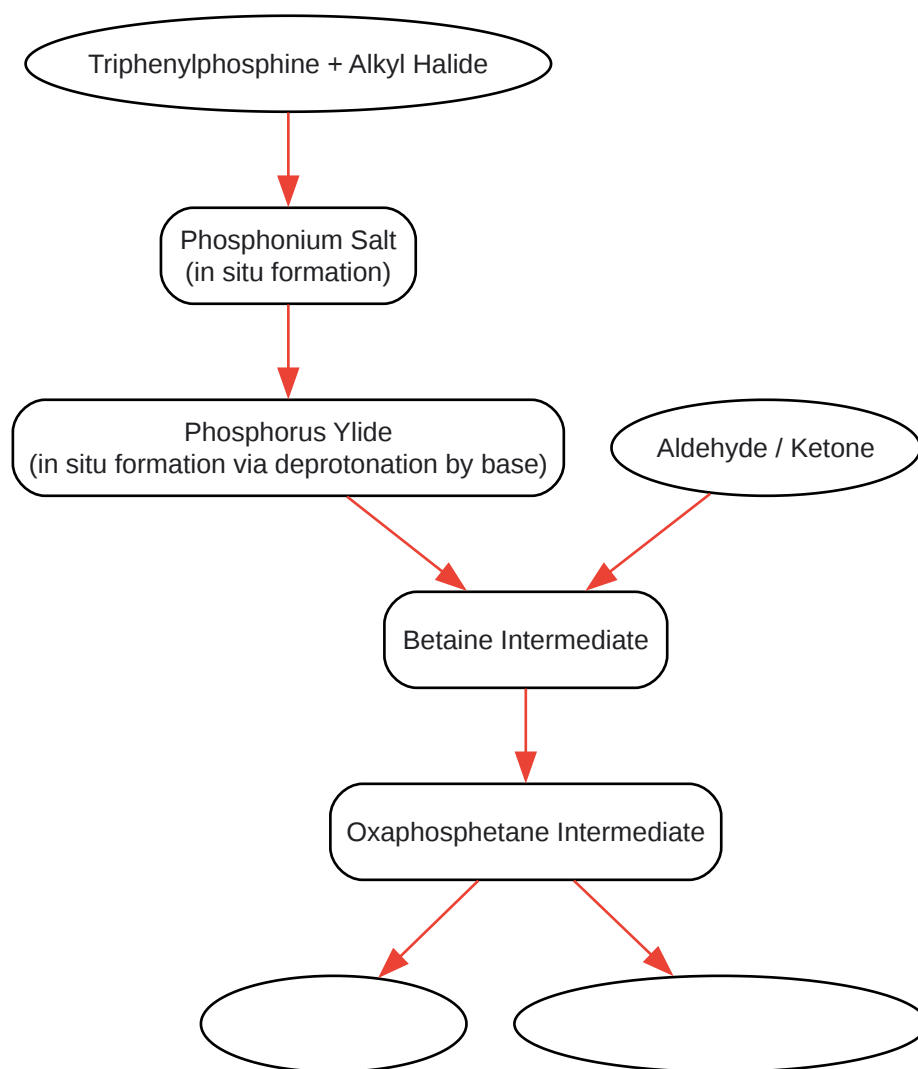 Triphenylphosphine + Alkyl Halide
Phosphonium Salt
(in situ formation)
Phosphorus Ylide
(in situ formation via deprotonation by base)
Aldehyde / Ketone
Betaine Intermediate
Oxaphosphetane Intermediate